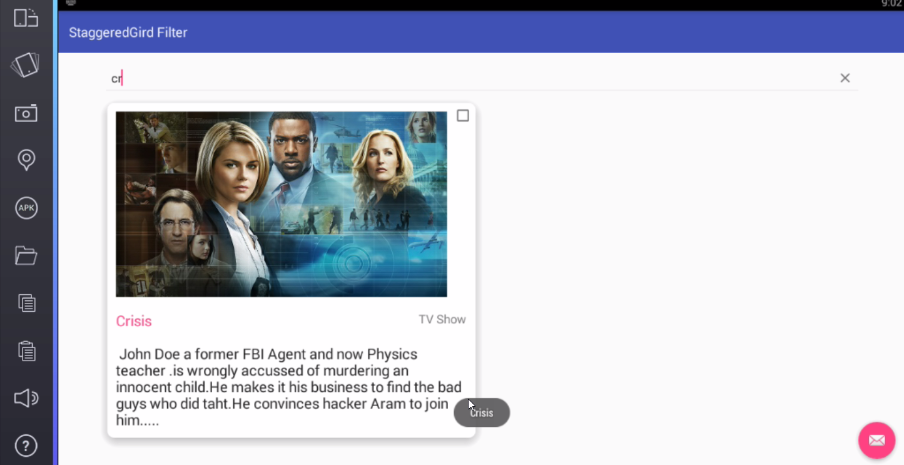 9:02
StaggeredGird Filter
cr
APK
Crisis
TV Show
John Doe a former FBI Agent and now Physics
teacher .is wrongly accussed of murdering an
innocent child.He makes it his business to find the bad
guys who did taht.He convinces hacker Aram to join
him.....
Crisis
?